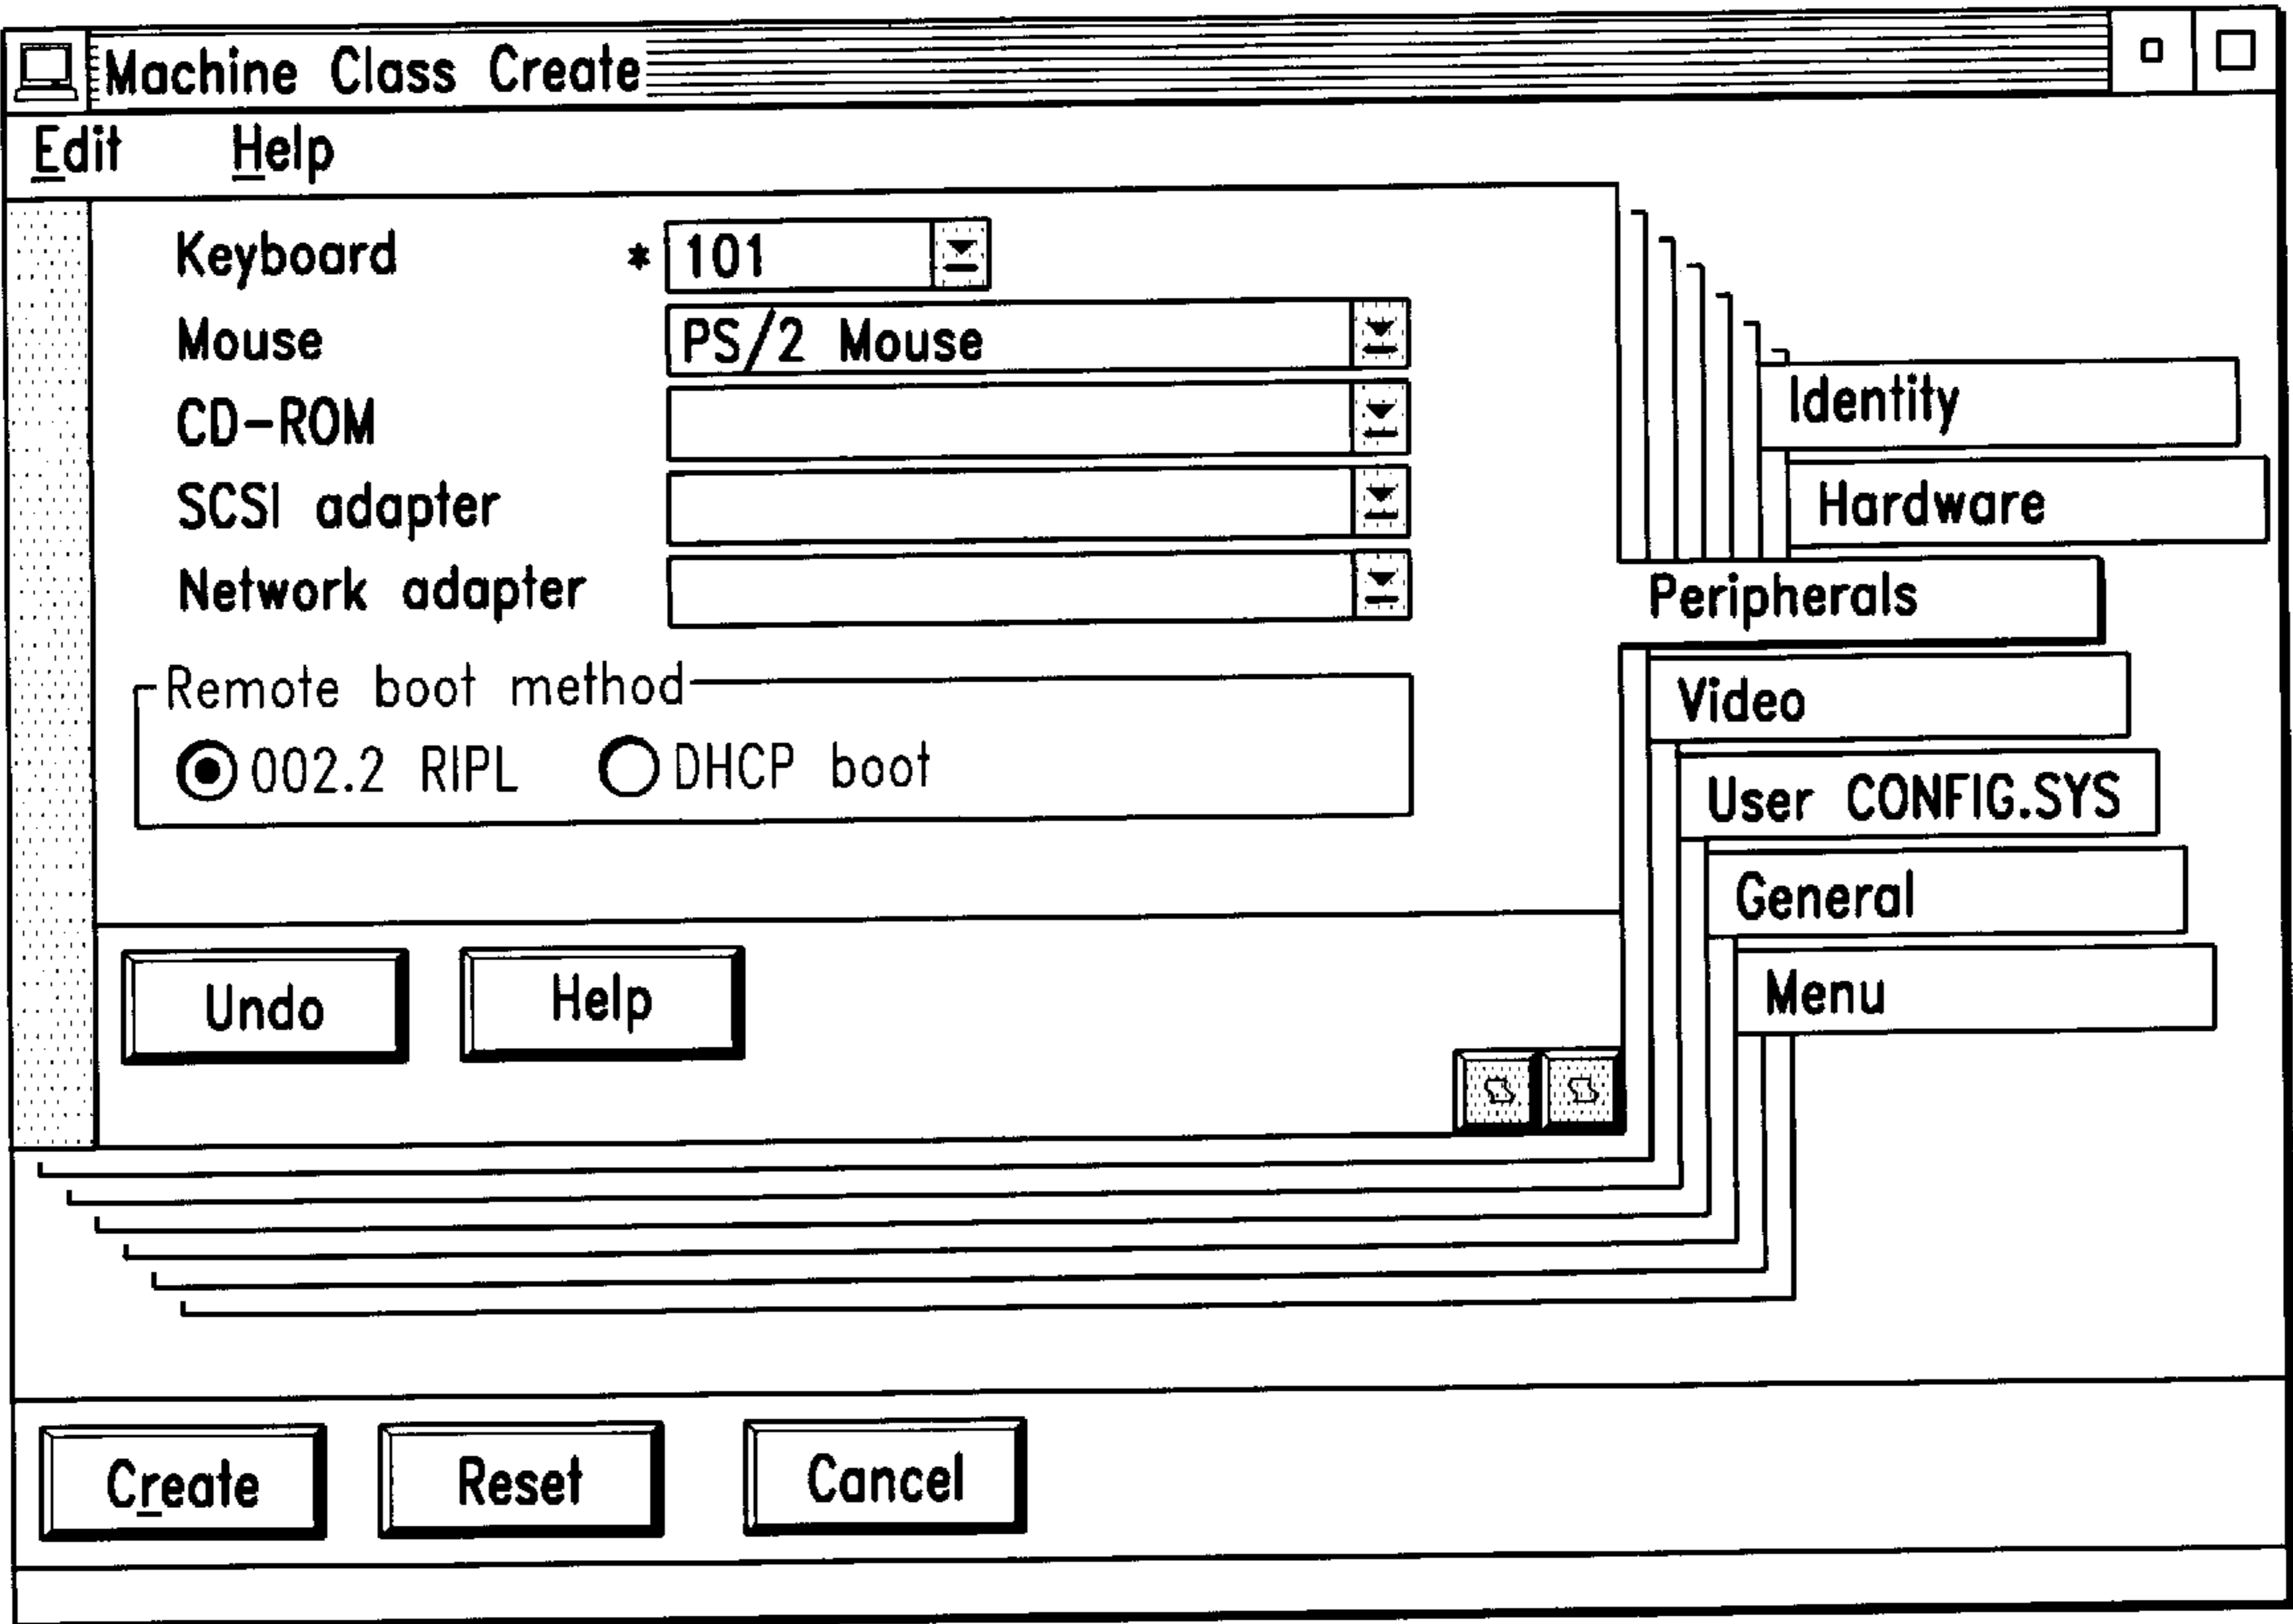 Machine Class Create
Edit Help
Keyboard * 101
Mouse PS/2 Mouse
CD-ROM
SCSI adapter
Network adapter
Remote boot method
002.2 RIPL DHCP boot
Undo Help
Identity
Hardware
Peripherals
Video
User CONFIG.SYS
General
Menu
Create Reset Cancel